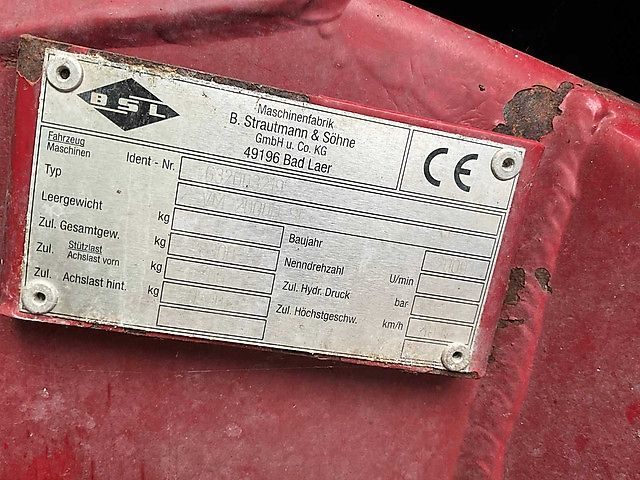 BSL
Maschinenfabrik
B. Strautmann & Söhne
GmbH u. Co. KG
49196 Bad Laer
CE
Fahrzeug
Maschinen
Ident - Nr.
Typ
Leergewicht kg
Zul. Gesamtgew. kg Baujahr
Zul. Stützlast
Achslast vorn kg Nenndrehzahl U/min
Zul. Achslast hint. kg Zul. Hydr. Druck bar
Zul. Höchstgeschw. km/h